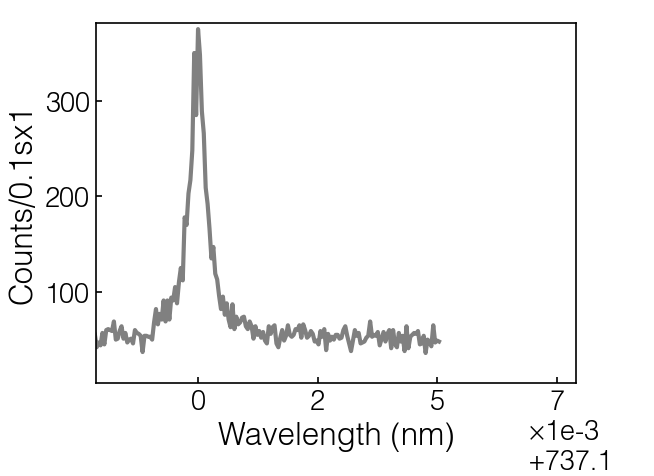 Counts/0.1sx1
300
200
100
0 2 5 7
Wavelength (nm)
×1e-3
+737.1